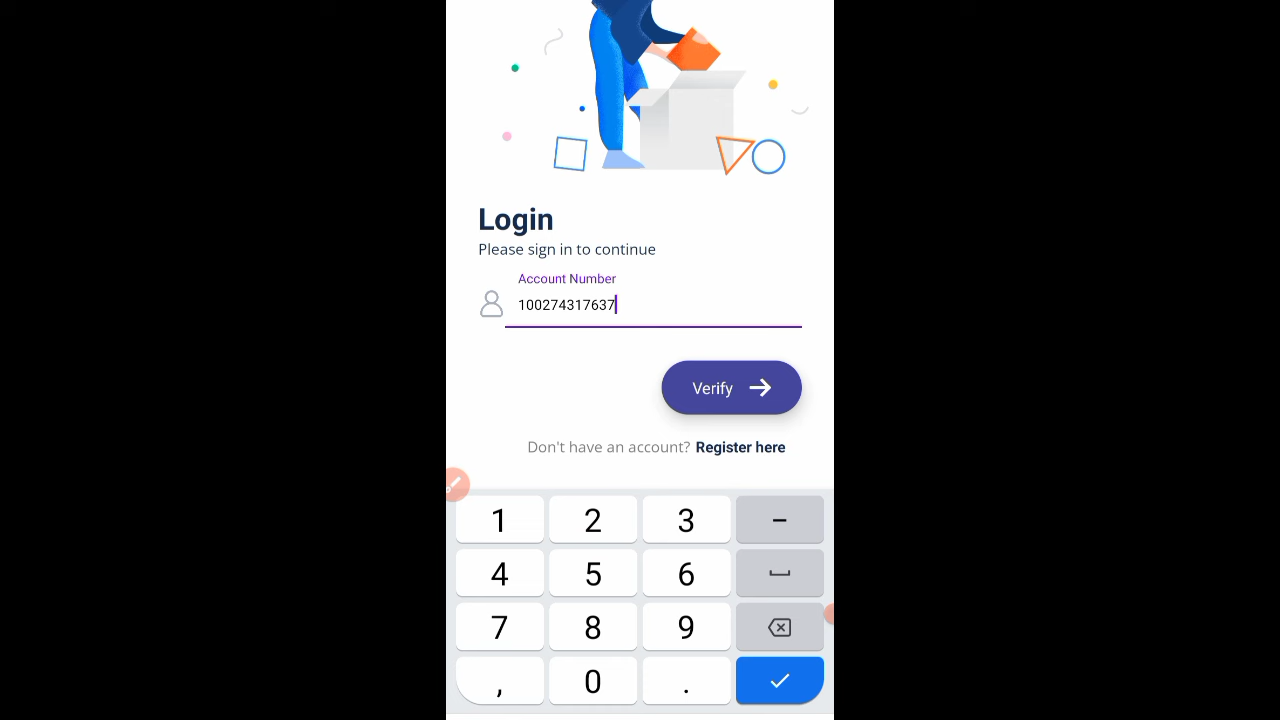 Login
Please sign in to continue
Account Number
100274317637
Verify
Don't have an account? Register here
1 2 3 -
4 5 6
7 8 9
, 0 .